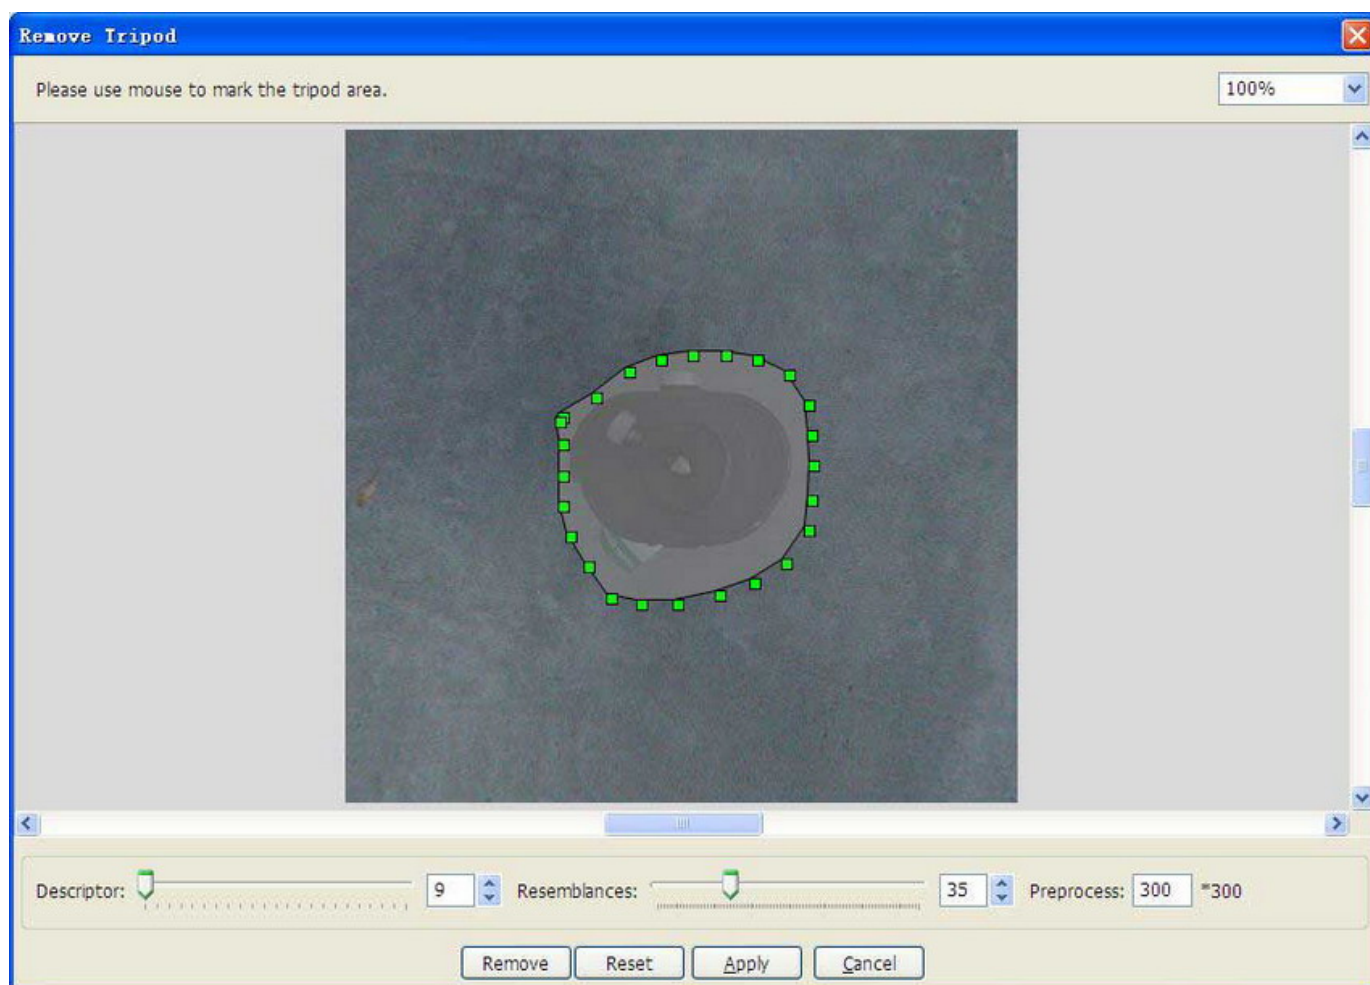 Remove Tripod
Please use mouse to mark the tripod area.
100%
Descriptor: 9 Resemblances: 35 Preprocess: 300 *300
Remove Reset Apply Cancel